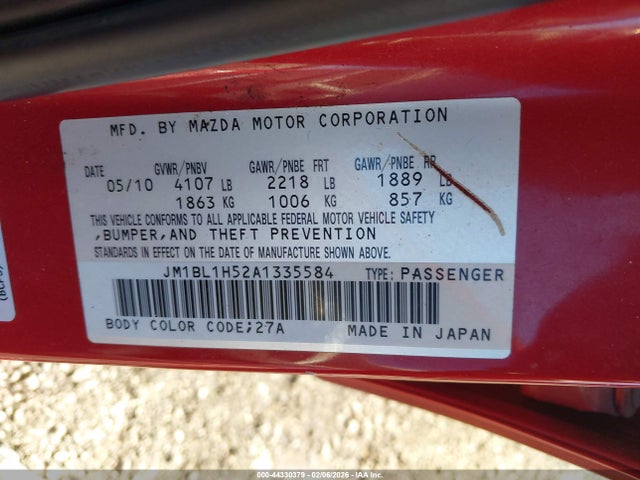 MFD. BY MAZDA MOTOR CORPORATION
DATE GVWR/PNBV GAWR/PNBE FRT GAWR/PNBE RR
05/10 4107 LB 2218 LB 1889 LB
1863 KG 1006 KG 857 KG
THIS VEHICLE CONFORMS TO ALL APPLICABLE FEDERAL MOTOR VEHICLE SAFETY
,BUMPER,AND THEFT PREVENTION
STANDARDS IN EFFECT ON THE DATE OF MANUFACTURE SHOWN ABOVE.
JM1BL1H52A1335584 TYPE: PASSENGER
BODY COLOR CODE;27A MADE IN JAPAN
000-44330379 - 02/06/2026 - IAA Inc.